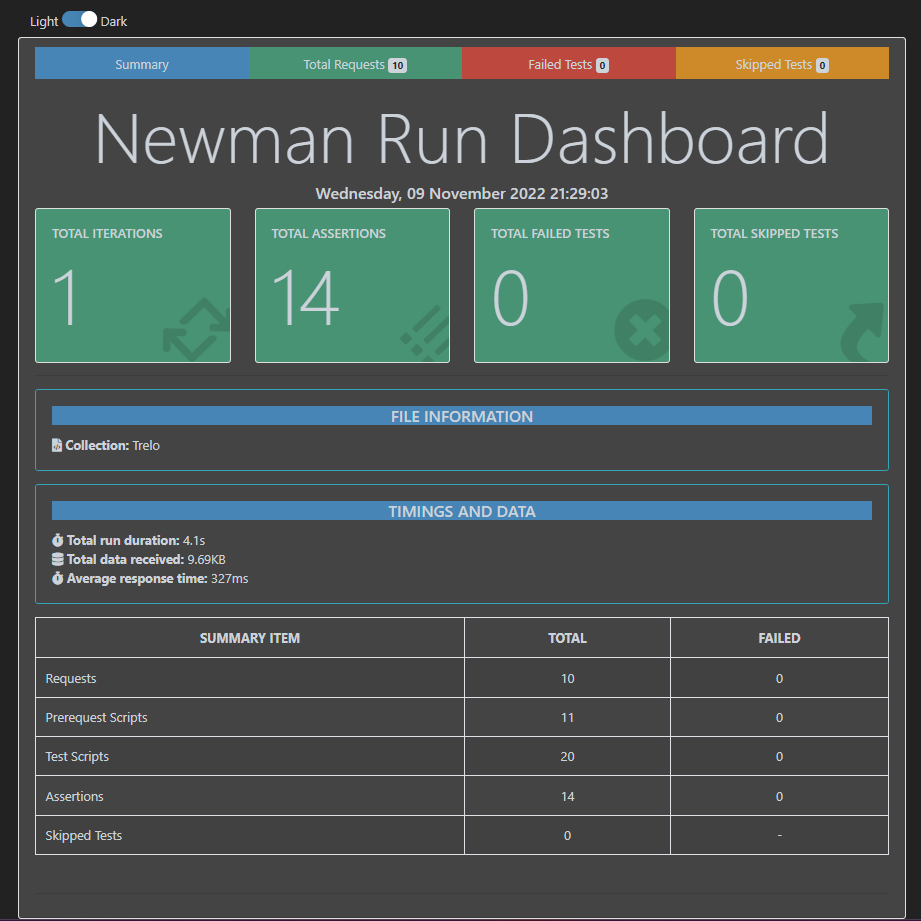 Light Dark
Summary Total Requests 10 Failed Tests 0 Skipped Tests 0
Newman Run Dashboard
Wednesday, 09 November 2022 21:29:03
TOTAL ITERATIONS TOTAL ASSERTIONS TOTAL FAILED TESTS TOTAL SKIPPED TESTS
1 14 0 0
FILE INFORMATION
Collection: Trelo
TIMINGS AND DATA
Total run duration: 4.1s
Total data received: 9.69KB
Average response time: 327ms
SUMMARY ITEM TOTAL FAILED
Requests 10 0
Prerequest Scripts 11 0
Test Scripts 20 0
Assertions 14 0
Skipped Tests 0 -